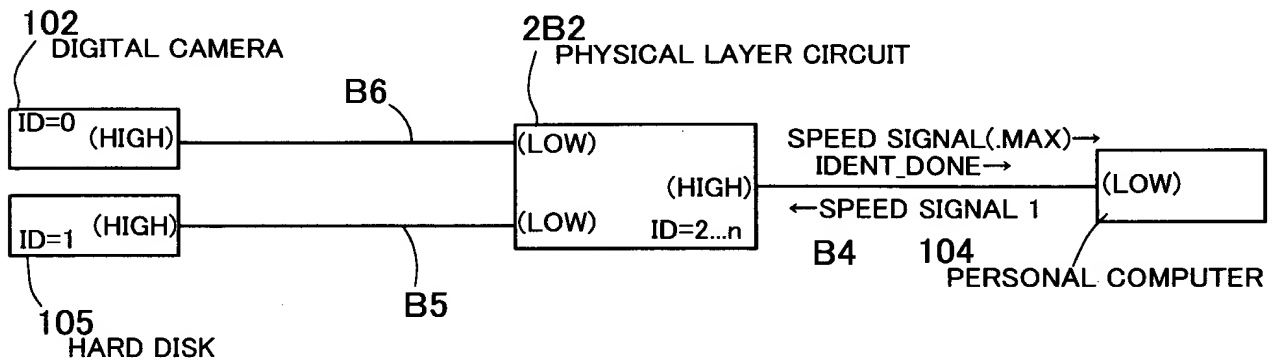 102
DIGITAL CAMERA
2B2
PHYSICAL LAYER CIRCUIT
B6
ID=0
(HIGH)
(LOW)
SPEED SIGNAL(.MAX)→
IDENT_DONE→
(HIGH)
(LOW)
(HIGH)
ID=1
(LOW)
ID=2...n
←SPEED SIGNAL 1
B4
104
PERSONAL COMPUTER
B5
105
HARD DISK